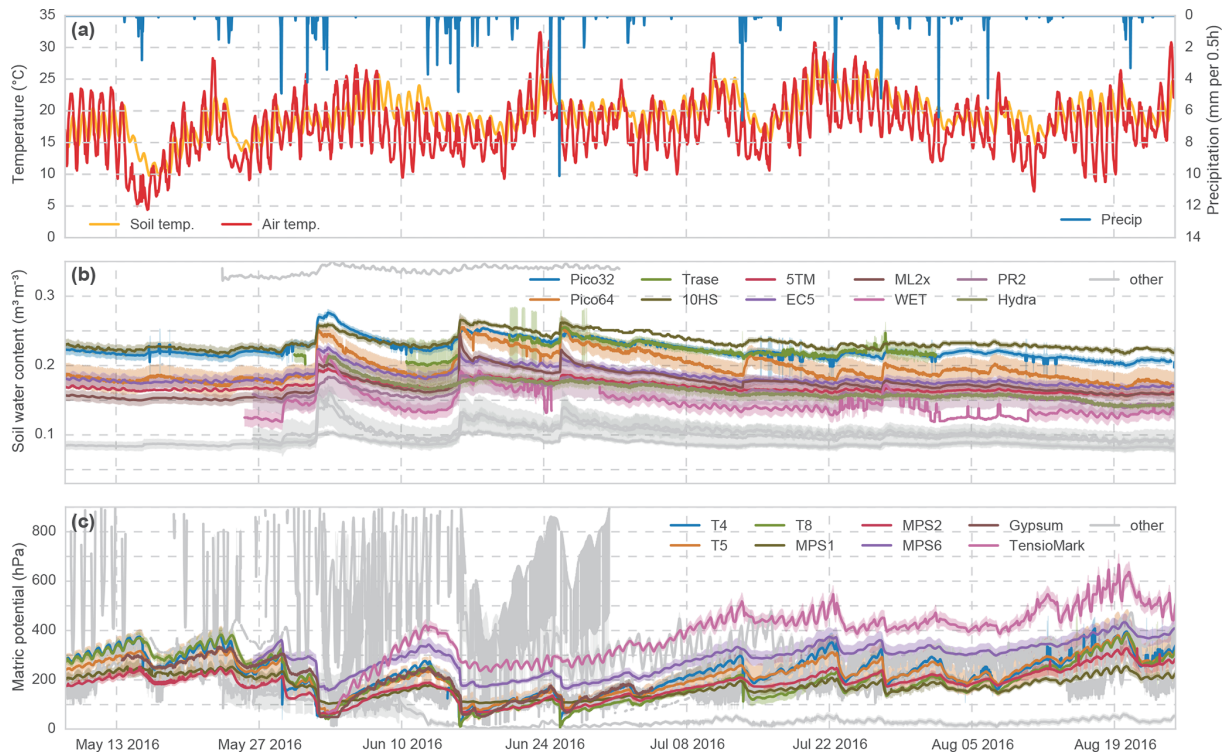 (a)
Temperature (°C)
35
30
25
20
15
10
5
0
Soil temp.
Air temp.
Precip
0
2
4
6
8
10
12
14
Precipitation (mm per 0.5h)
(b)
Soil water content (m³ m⁻³)
0.3
0.2
0.1
Pico32 Trase 5TM ML2x PR2 other
Pico64 10HS EC5 WET Hydra
(c)
Matric potential (hPa)
800
600
400
200
0
T4 T8 MPS2 Gypsum other
T5 MPS1 MPS6 TensioMark
May 13 2016 May 27 2016 Jun 10 2016 Jun 24 2016 Jul 08 2016 Jul 22 2016 Aug 05 2016 Aug 19 2016